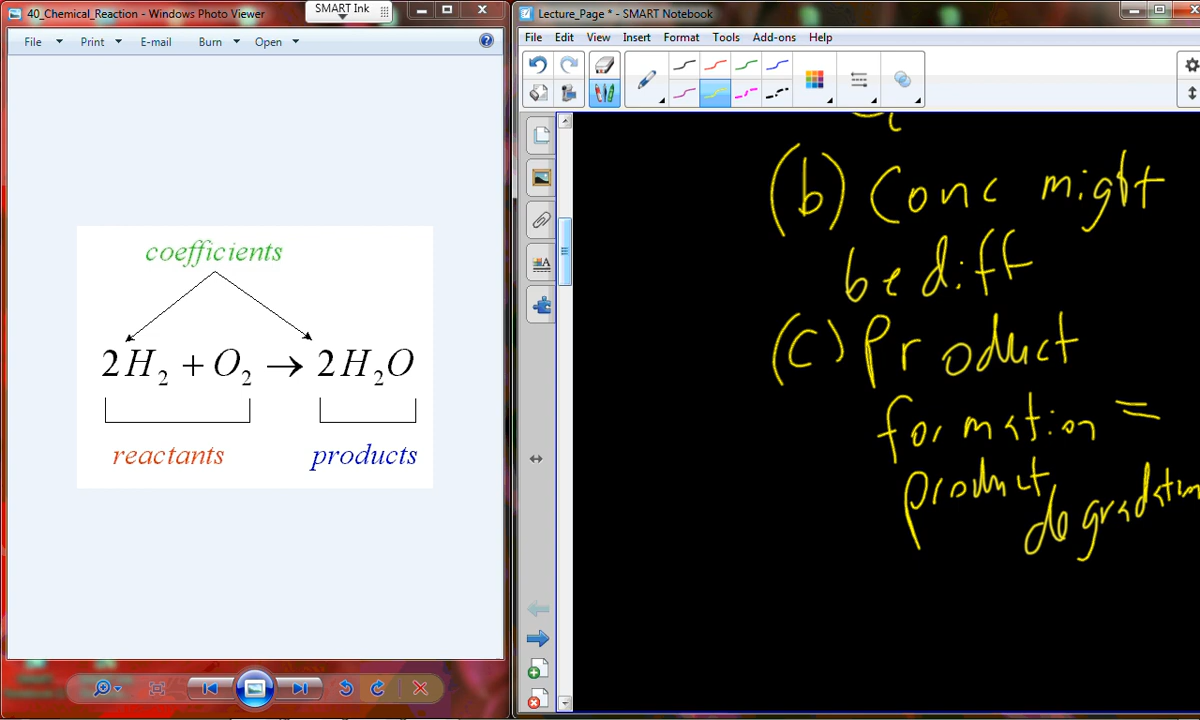 40_Chemical_Reaction - Windows Photo Viewer
SMART Ink
File Print E-mail Burn Open
coefficients
2H₂ + O₂ → 2H₂O
reactants products
Lecture_Page * - SMART Notebook
File Edit View Insert Format Tools Add-ons Help
(b) Conc might
be diff
(c) Product
formation =
product
degradation